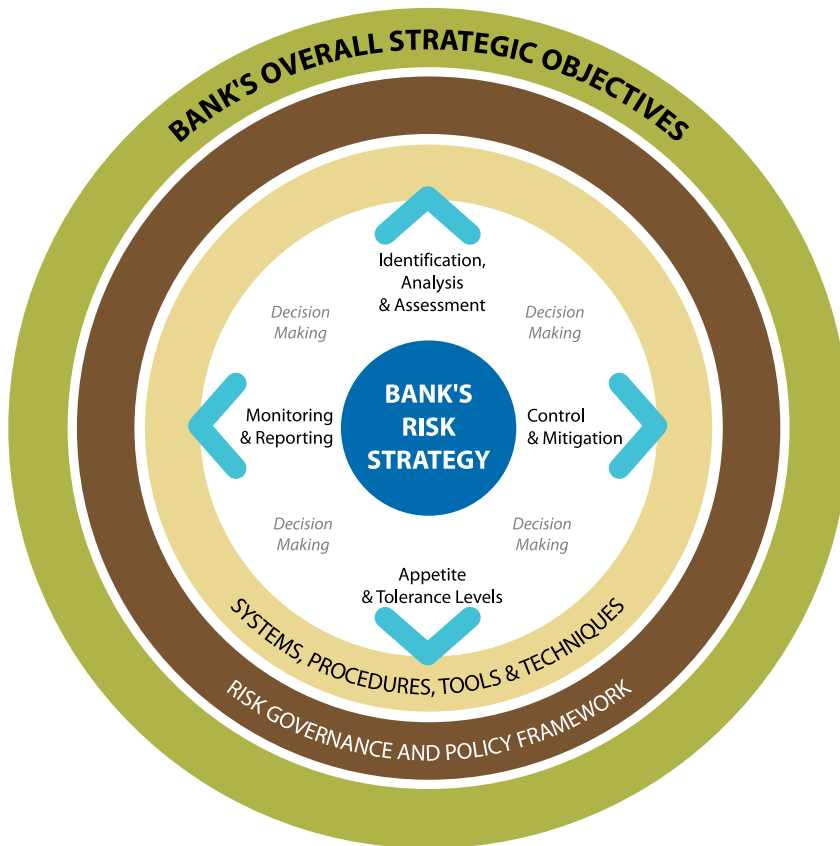 BANK'S OVERALL STRATEGIC OBJECTIVES
Identification,
Analysis
& Assessment
Decision
Making
Decision
Making
Monitoring
& Reporting
BANK'S
RISK
STRATEGY
Control
& Mitigation
Decision
Making
Decision
Making
Appetite
& Tolerance Levels
SYSTEMS, PROCEDURES, TOOLS & TECHNIQUES
RISK GOVERNANCE AND POLICY FRAMEWORK